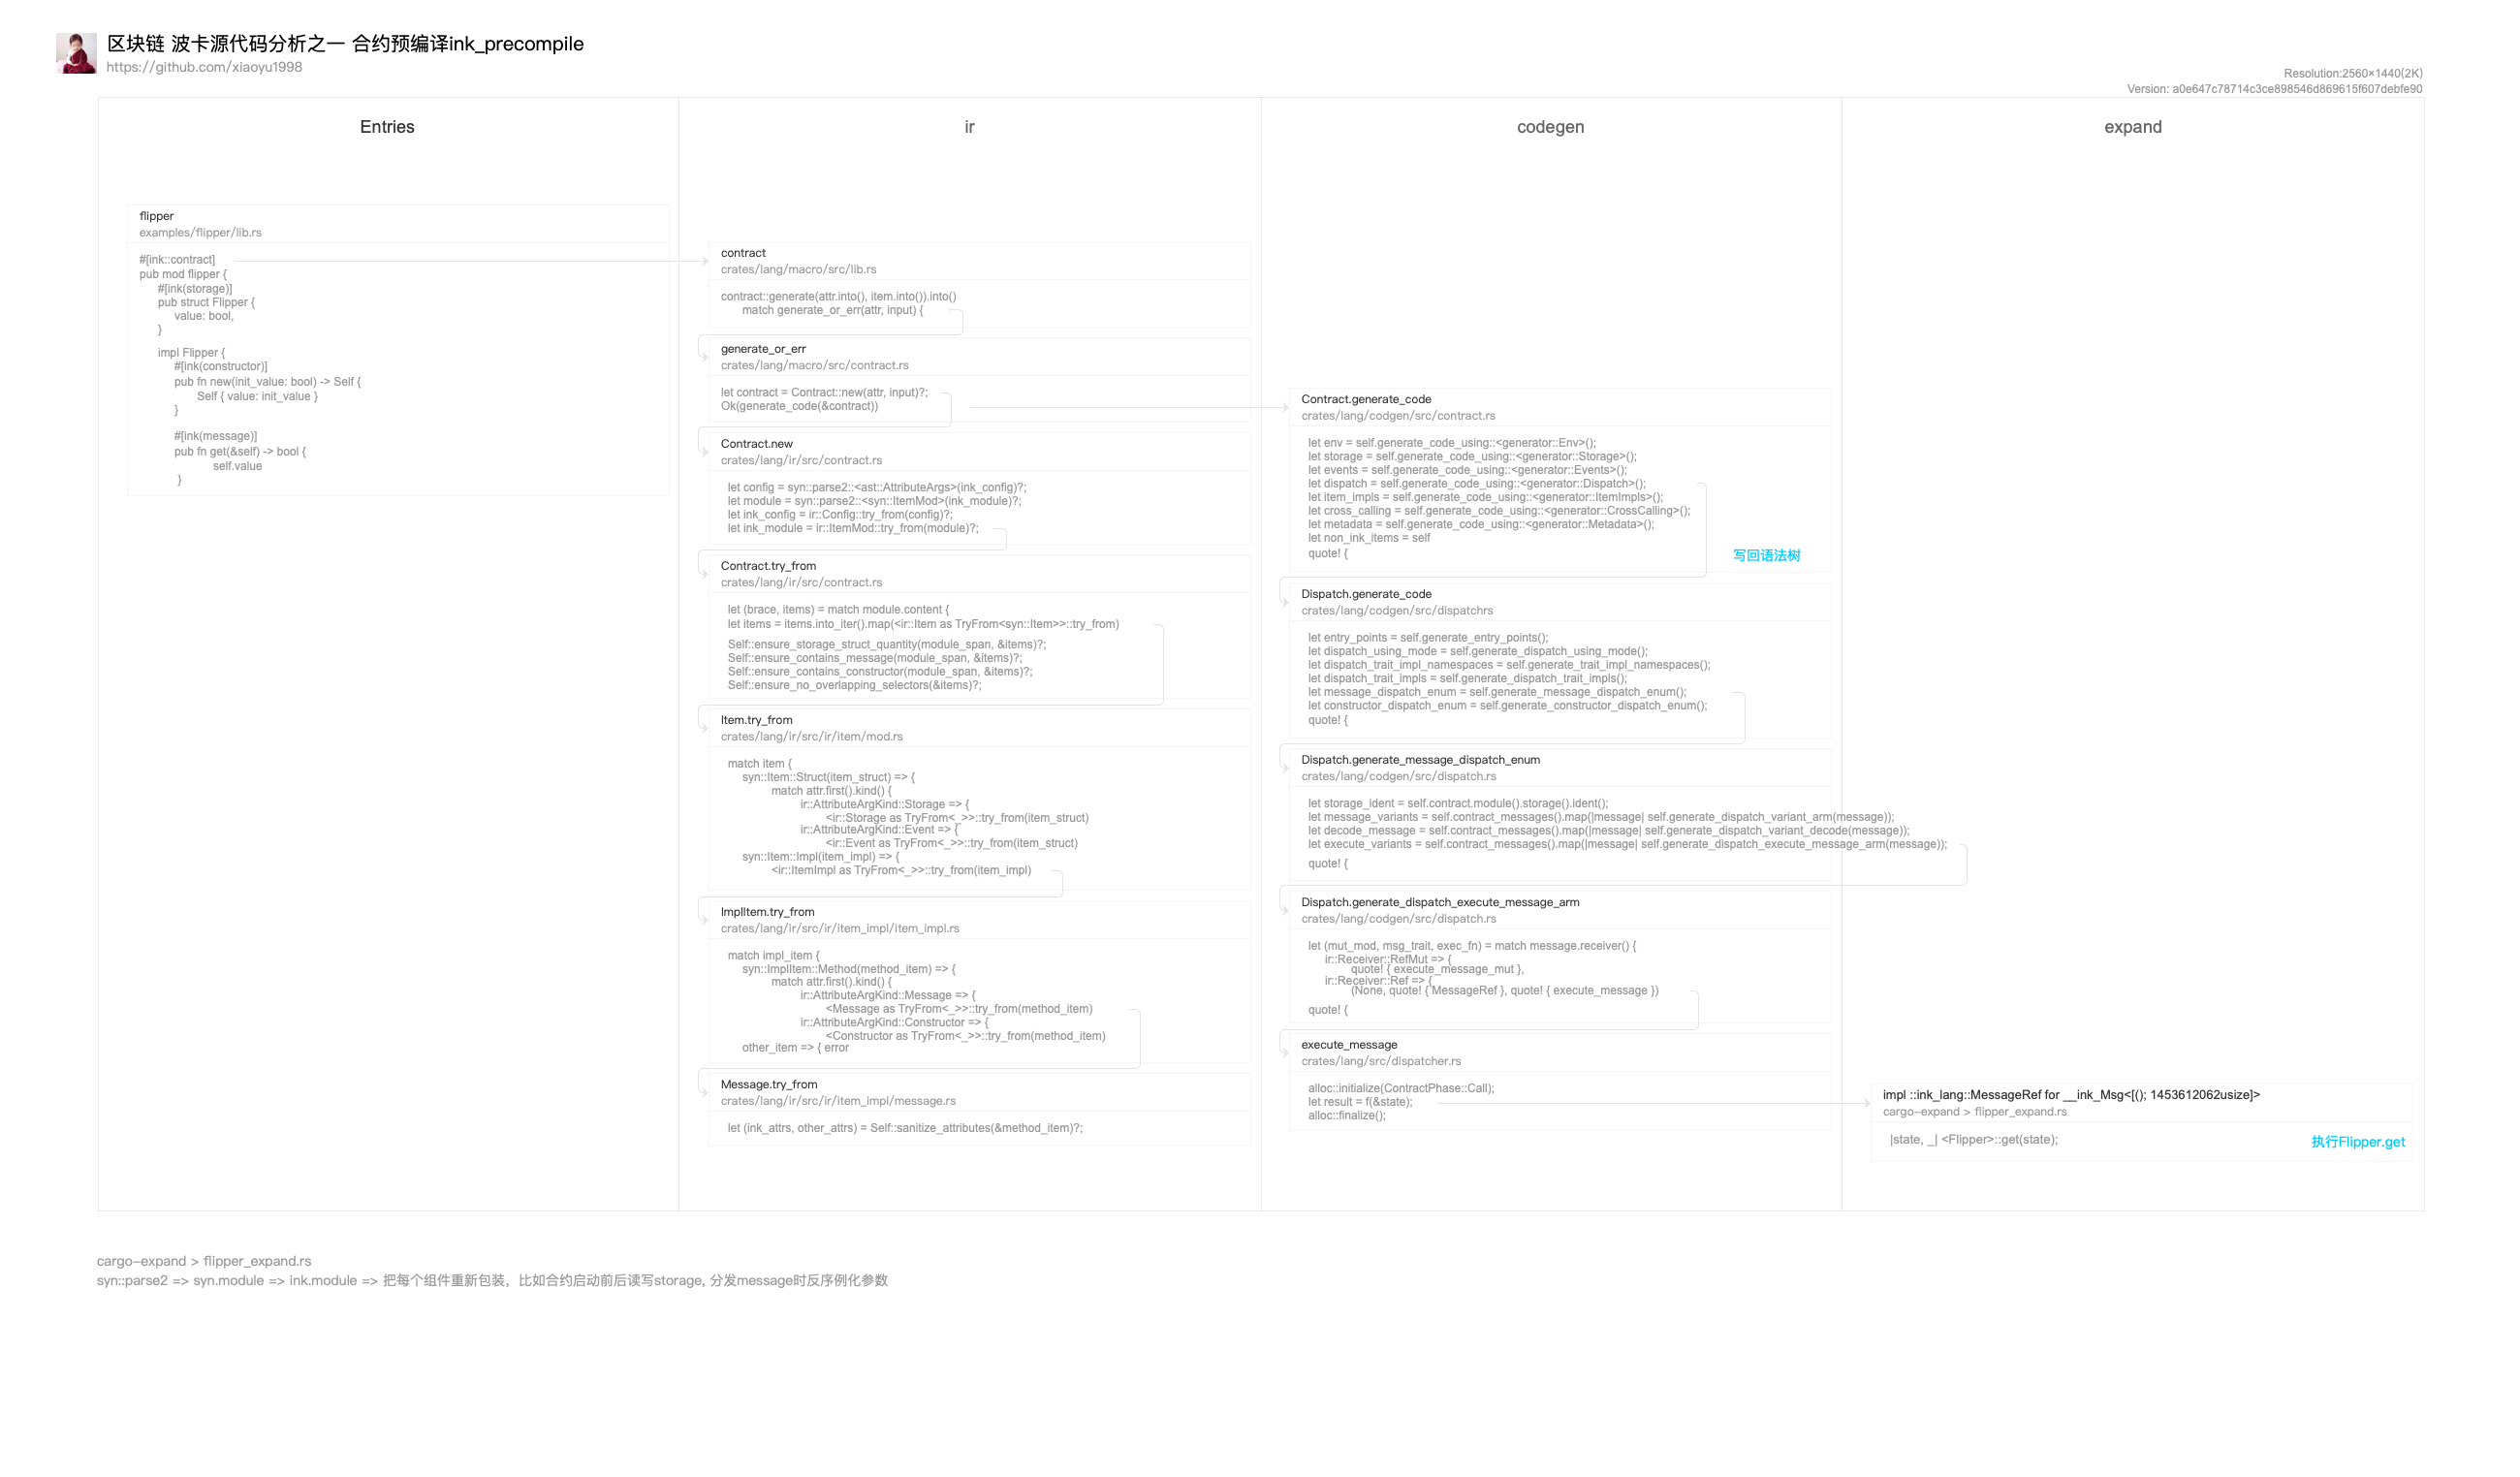 区块链 波卡源代码分析之一 合约预编译ink_precompile
https://github.com/xiaoyu1998
Resolution:2560×1440(2K)
Version: a0e647c78714c3ce898546d869615f607debfe90
Entries
flipper
examples/flipper/lib.rs
#[ink::contract]
pub mod flipper {
#[ink(storage)]
pub struct Flipper {
value: bool,
}
impl Flipper {
#[ink(constructor)]
pub fn new(init_value: bool) -> Self {
Self { value: init_value }
}
#[ink(message)]
pub fn get(&self) -> bool {
self.value
}
ir
contract
crates/lang/macro/src/lib.rs
contract::generate(attr.into(), item.into()).into()
match generate_or_err(attr, input) {
generate_or_err
crates/lang/macro/src/contract.rs
let contract = Contract::new(attr, input)?;
Ok(generate_code(&contract))
Contract.new
crates/lang/ir/src/contract.rs
let config = syn::parse2::<ast::AttributeArgs>(ink_config)?;
let module = syn::parse2::<syn::ItemMod>(ink_module)?;
let ink_config = ir::Config::try_from(config)?;
let ink_module = ir::ItemMod::try_from(module)?;
Contract.try_from
crates/lang/ir/src/contract.rs
let (brace, items) = match module.content {
let items = items.into_iter().map(<ir::Item as TryFrom<syn::Item>>::try_from)
Self::ensure_storage_struct_quantity(module_span, &items)?;
Self::ensure_contains_message(module_span, &items)?;
Self::ensure_contains_constructor(module_span, &items)?;
Self::ensure_no_overlapping_selectors(&items)?;
Item.try_from
crates/lang/ir/src/ir/item/mod.rs
match item {
syn::Item::Struct(item_struct) => {
match attr.first().kind() {
ir::AttributeArgKind::Storage => {
<ir::Storage as TryFrom<_>>::try_from(item_struct)
ir::AttributeArgKind::Event => {
<ir::Event as TryFrom<_>>::try_from(item_struct)
syn::Item::Impl(item_impl) => {
<ir::ItemImpl as TryFrom<_>>::try_from(item_impl)
ImplItem.try_from
crates/lang/ir/src/ir/item_impl/item_impl.rs
match impl_item {
syn::ImplItem::Method(method_item) => {
match attr.first().kind() {
ir::AttributeArgKind::Message => {
<Message as TryFrom<_>>::try_from(method_item)
ir::AttributeArgKind::Constructor => {
<Constructor as TryFrom<_>>::try_from(method_item)
other_item => { error
Message.try_from
crates/lang/ir/src/ir/item_impl/message.rs
let (ink_attrs, other_attrs) = Self::sanitize_attributes(&method_item)?;
codegen
Contract.generate_code
crates/lang/codgen/src/contract.rs
let env = self.generate_code_using::<generator::Env>();
let storage = self.generate_code_using::<generator::Storage>();
let events = self.generate_code_using::<generator::Events>();
let dispatch = self.generate_code_using::<generator::Dispatch>();
let item_impls = self.generate_code_using::<generator::ItemImpls>();
let cross_calling = self.generate_code_using::<generator::CrossCalling>();
let metadata = self.generate_code_using::<generator::Metadata>();
let non_ink_items = self
quote! {
写回语法树
Dispatch.generate_code
crates/lang/codgen/src/dispatchrs
let entry_points = self.generate_entry_points();
let dispatch_using_mode = self.generate_dispatch_using_mode();
let dispatch_trait_impl_namespaces = self.generate_trait_impl_namespaces();
let dispatch_trait_impls = self.generate_dispatch_trait_impls();
let message_dispatch_enum = self.generate_message_dispatch_enum();
let constructor_dispatch_enum = self.generate_constructor_dispatch_enum();
quote! {
Dispatch.generate_message_dispatch_enum
crates/lang/codgen/src/dispatch.rs
let storage_ident = self.contract.module().storage().ident();
let message_variants = self.contract_messages().map(|message| self.generate_dispatch_variant_arm(message));
let decode_message = self.contract_messages().map(|message| self.generate_dispatch_variant_decode(message));
let execute_variants = self.contract_messages().map(|message| self.generate_dispatch_execute_message_arm(message));
quote! {
Dispatch.generate_dispatch_execute_message_arm
crates/lang/codgen/src/dispatch.rs
let (mut_mod, msg_trait, exec_fn) = match message.receiver() {
ir::Receiver::RefMut => {
quote! { execute_message_mut },
ir::Receiver::Ref => {
(None, quote! { MessageRef }, quote! { execute_message })
quote! {
execute_message
crates/lang/src/dispatcher.rs
alloc::initialize(ContractPhase::Call);
let result = f(&state);
alloc::finalize();
expand
impl ::ink_lang::MessageRef for __ink_Msg<[(); 1453612062usize]>
cargo-expand > flipper_expand.rs
|state, _| <Flipper>::get(state);
执行Flipper.get
cargo-expand > flipper_expand.rs
syn::parse2 => syn.module => ink.module => 把每个组件重新包装，比如合约启动前后读写storage, 分发message时反序例化参数